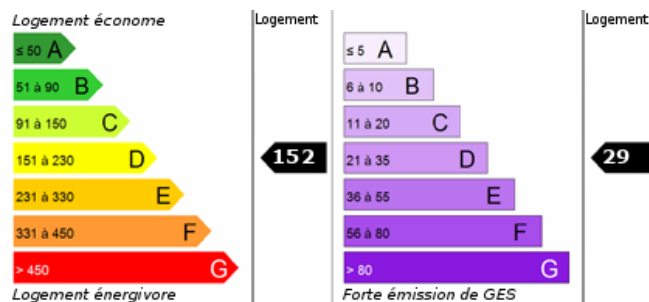 Logement économe
Logement
≤ 50 A
51 à 90 B
91 à 150 C
151 à 230 D
152
231 à 330 E
331 à 450 F
> 450 G
Logement énergivore
Logement
≤ 5 A
6 à 10 B
11 à 20 C
21 à 35 D
29
36 à 55 E
56 à 80 F
> 80 G
Forte émission de GES